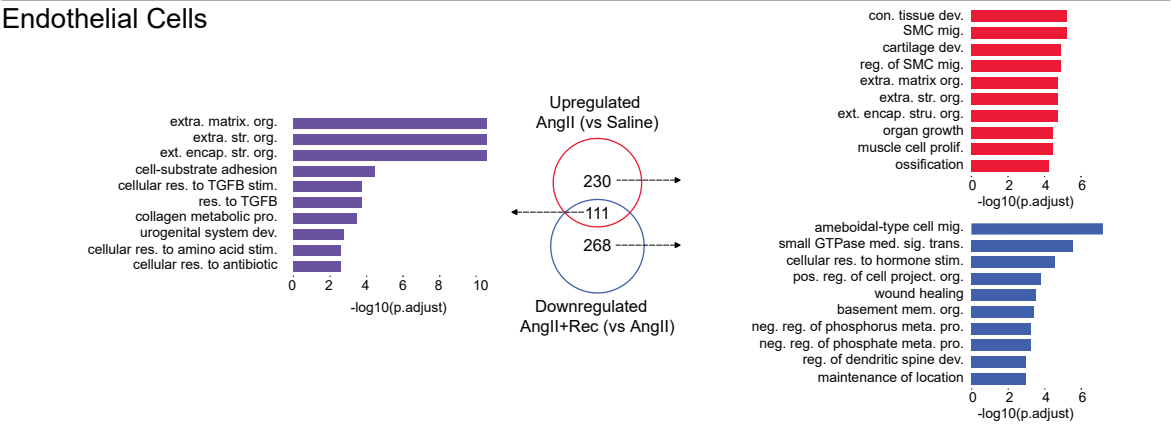 Endothelial Cells
extra. matrix. org.
extra. str. org.
ext. encap. str. org.
cell-substrate adhesion
cellular res. to TGFB stim.
res. to TGFB
collagen metabolic pro.
urogenital system dev.
cellular res. to amino acid stim.
cellular res. to antibiotic
0 2 4 6 8 10
-log10(p.adjust)
Upregulated
AngII (vs Saline)
230
111
268
Downregulated
AngII+Rec (vs AngII)
con. tissue dev.
SMC mig.
cartilage dev.
reg. of SMC mig.
extra. matrix org.
extra. str. org.
ext. encap. stru. org.
organ growth
muscle cell prolif.
ossification
0 2 4 6
-log10(p.adjust)
ameboidal-type cell mig.
small GTPase med. sig. trans.
cellular res. to hormone stim.
pos. reg. of cell project. org.
wound healing
basement mem. org.
neg. reg. of phosphorus meta. pro.
neg. reg. of phosphate meta. pro.
reg. of dendritic spine dev.
maintenance of location
0 2 4 6
-log10(p.adjust)